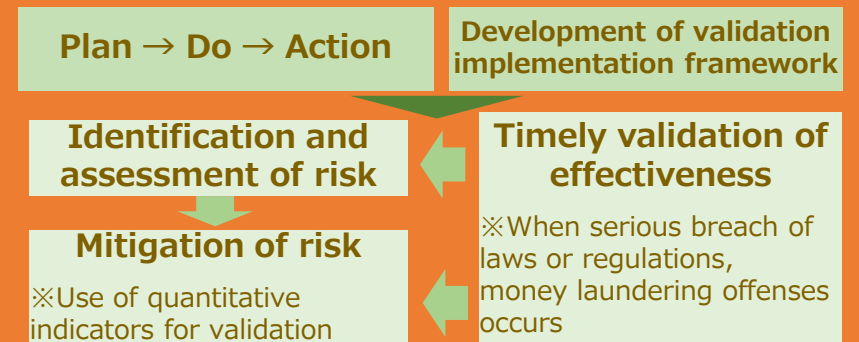 Plan → Do → Action
Development of validation
implementation framework
Identification and
assessment of risk
Mitigation of risk
※Use of quantitative
indicators for validation
Timely validation of
effectiveness
※When serious breach of
laws or regulations,
money laundering offenses
occurs